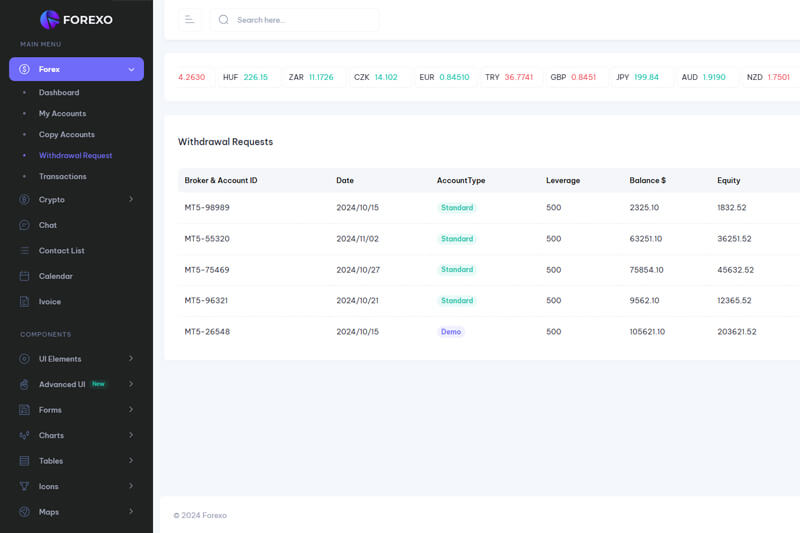 FOREXO
MAIN MENU
Forex
Dashboard
My Accounts
Copy Accounts
Withdrawal Request
Transactions
Crypto
Chat
Contact List
Calendar
Ivoice
COMPONENTS
UI Elements
Advanced UI New
Forms
Charts
Tables
Icons
Maps
Search here...
4.2630 HUF 226.15 ZAR 11.1726 CZK 14.102 EUR 0.84510 TRY 36.7741 GBP 0.8451 JPY 199.84 AUD 1.9190 NZD 1.7501
Withdrawal Requests
Broker & Account ID Date AccountType Leverage Balance $ Equity
MT5-98989 2024/10/15 Standard 500 2325.10 1832.52
MT5-55320 2024/11/02 Standard 500 63251.10 36251.52
MT5-75469 2024/10/27 Standard 500 75854.10 45632.52
MT5-96321 2024/10/21 Standard 500 9562.10 12365.52
MT5-26548 2024/10/15 Demo 500 105621.10 203621.52
© 2024 Forexo